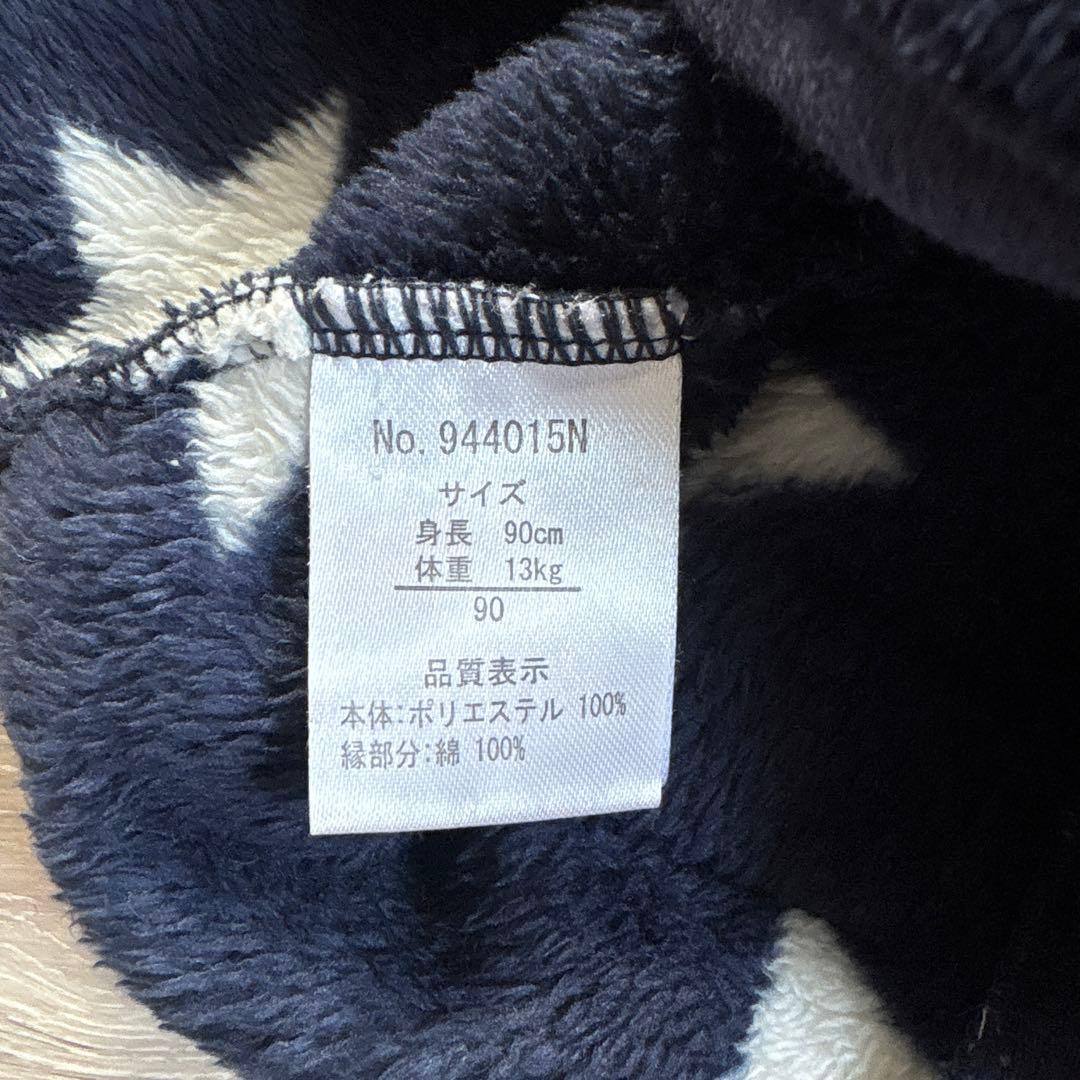 No.944015N
サイズ
身長 90cm
体重 13kg
90
品質表示
本体:ポリエステル 100%
縁部分:綿 100%